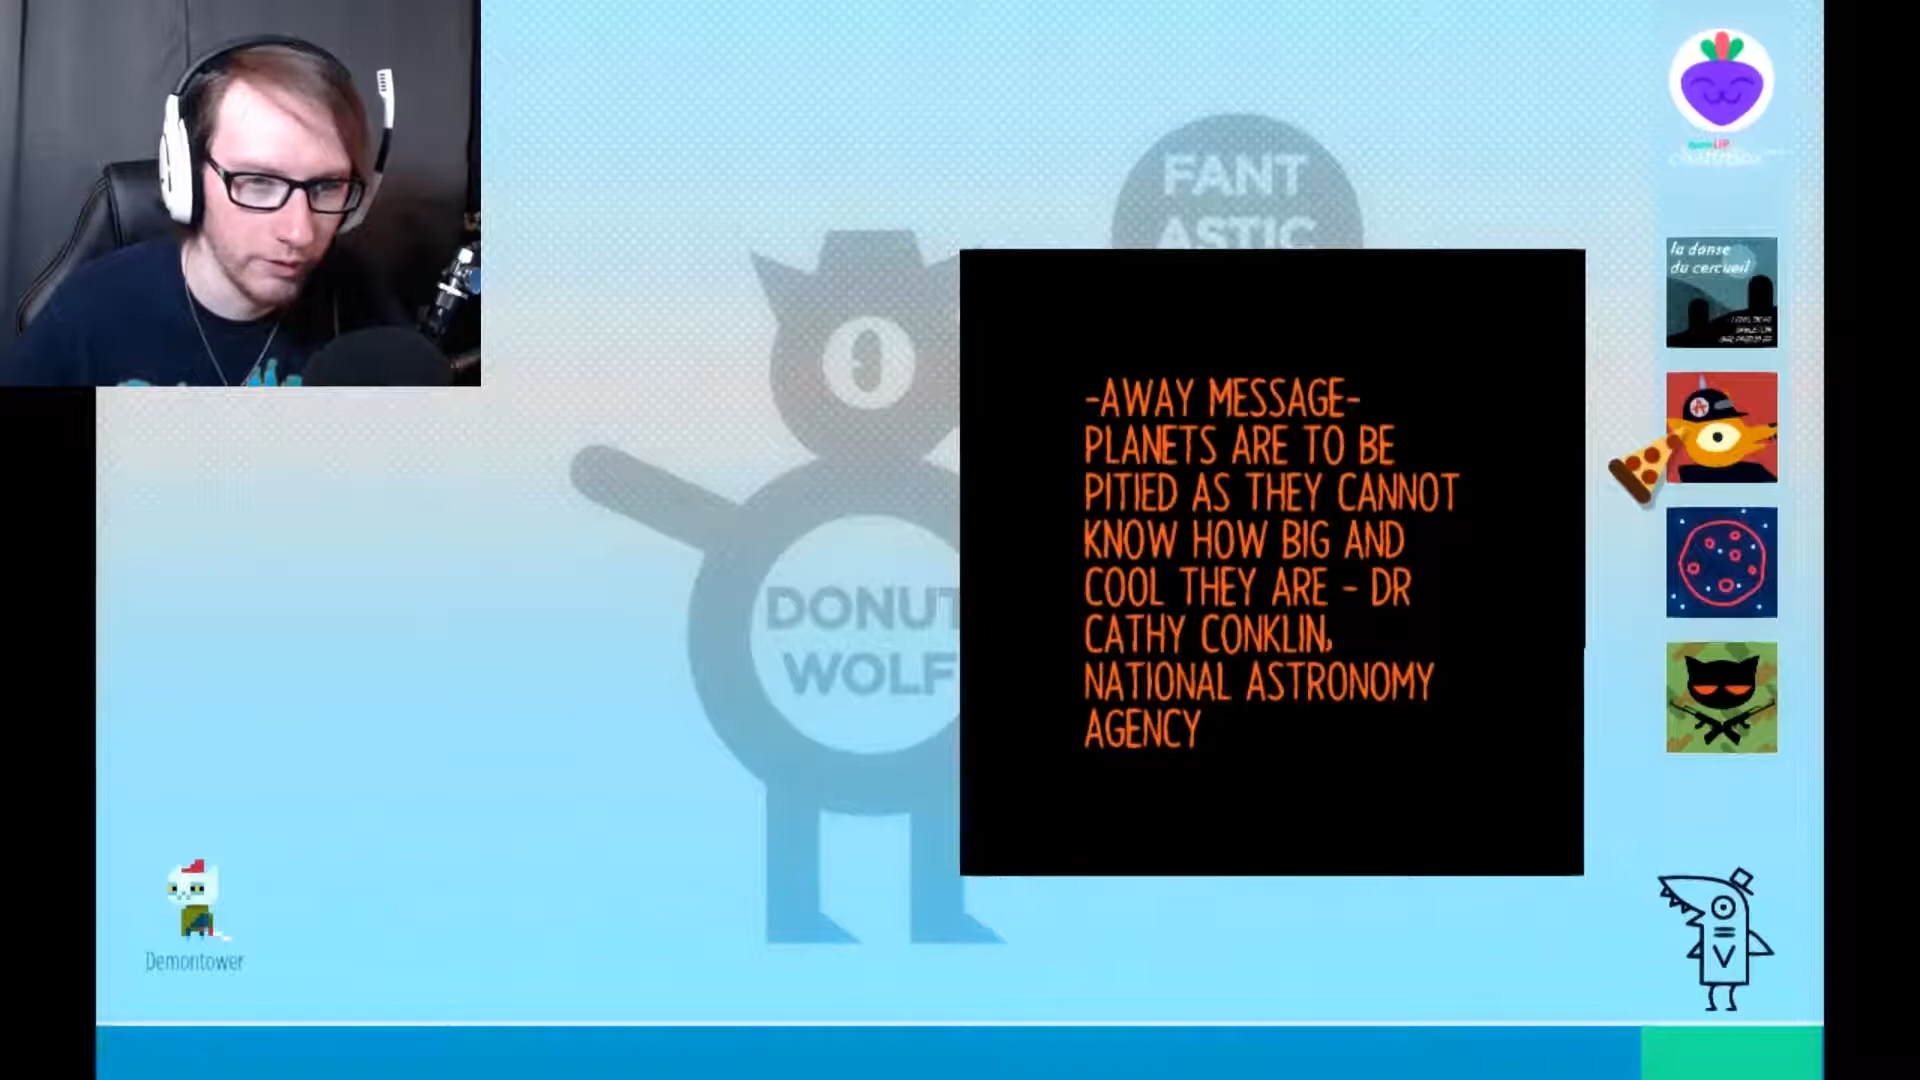 FANT
ASTIC
la danse
du cercueil
-AWAY MESSAGE-
PLANETS ARE TO BE
PITIED AS THEY CANNOT
KNOW HOW BIG AND
COOL THEY ARE - DR
CATHY CONKLIN,
NATIONAL ASTRONOMY
AGENCY
DONUT
WOLF
Demontower